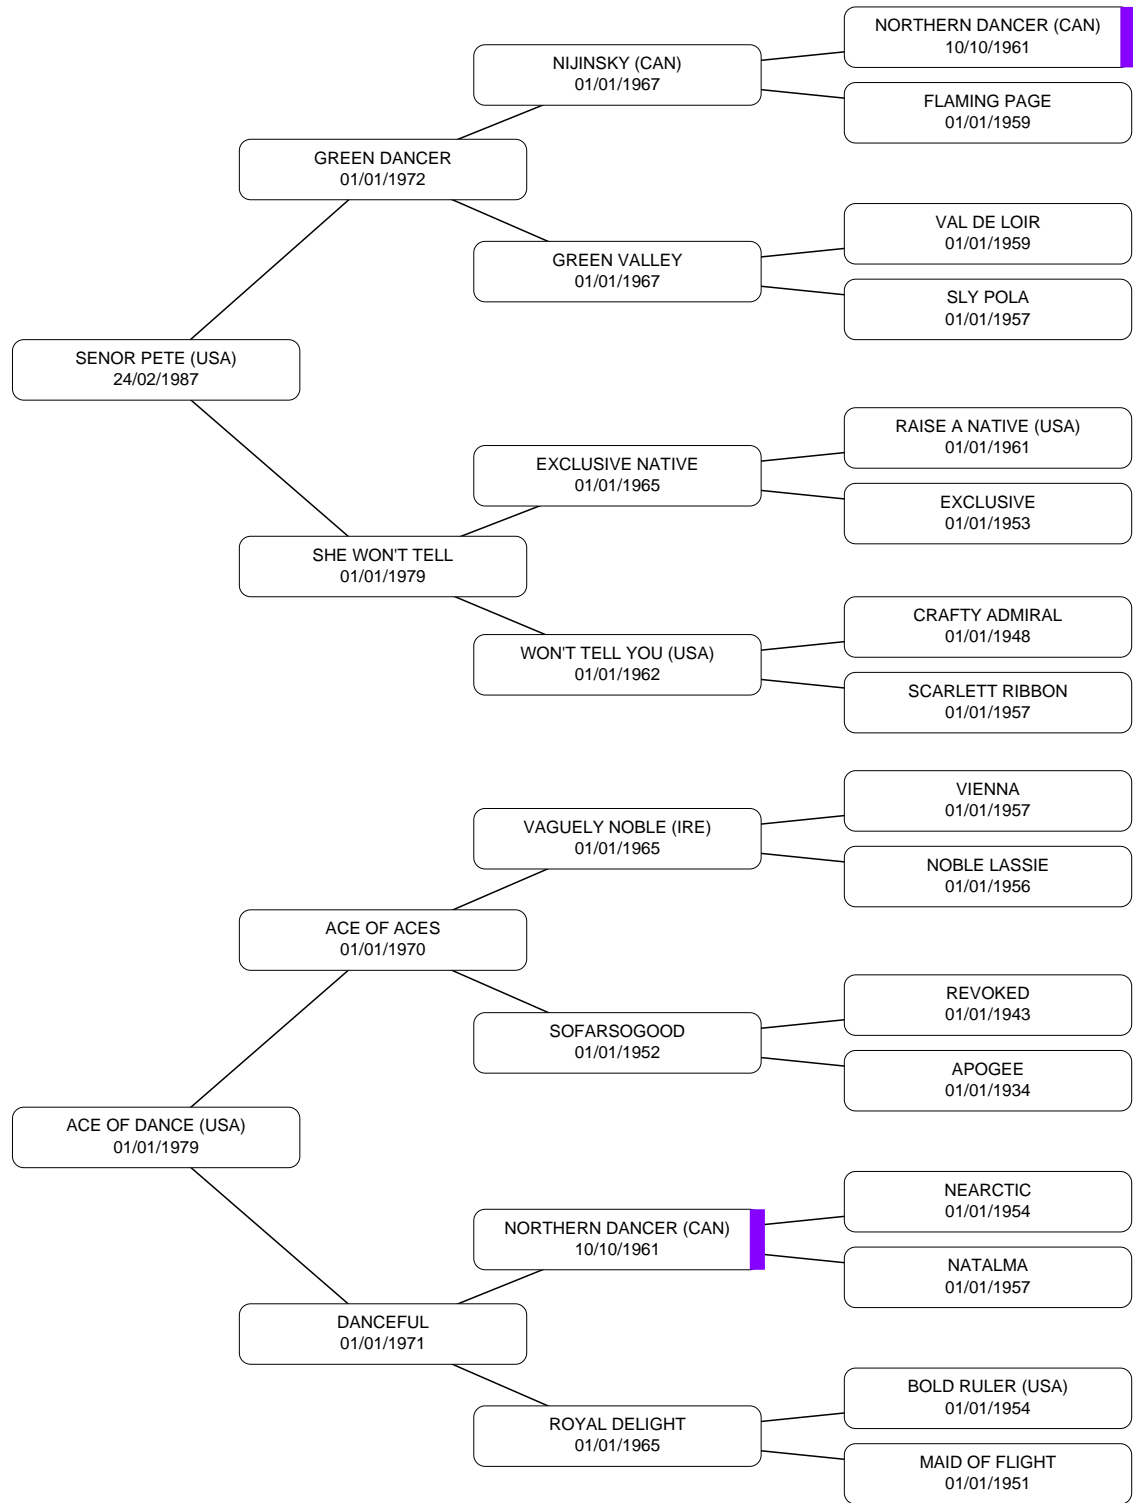 NORTHERN DANCER (CAN)
10/10/1961
NIJINSKY (CAN)
01/01/1967
FLAMING PAGE
01/01/1959
GREEN DANCER
01/01/1972
VAL DE LOIR
01/01/1959
GREEN VALLEY
01/01/1967
SLY POLA
01/01/1957
SENOR PETE (USA)
24/02/1987
RAISE A NATIVE (USA)
01/01/1961
EXCLUSIVE NATIVE
01/01/1965
EXCLUSIVE
01/01/1953
SHE WON'T TELL
01/01/1979
CRAFTY ADMIRAL
01/01/1948
WON'T TELL YOU (USA)
01/01/1962
SCARLETT RIBBON
01/01/1957
VIENNA
01/01/1957
VAGUELY NOBLE (IRE)
01/01/1965
NOBLE LASSIE
01/01/1956
ACE OF ACES
01/01/1970
REVOKED
01/01/1943
SOFARSOGOOD
01/01/1952
APOGEE
01/01/1934
ACE OF DANCE (USA)
01/01/1979
NEARCTIC
01/01/1954
NORTHERN DANCER (CAN)
10/10/1961
NATALMA
01/01/1957
DANCEFUL
01/01/1971
BOLD RULER (USA)
01/01/1954
ROYAL DELIGHT
01/01/1965
MAID OF FLIGHT
01/01/1951